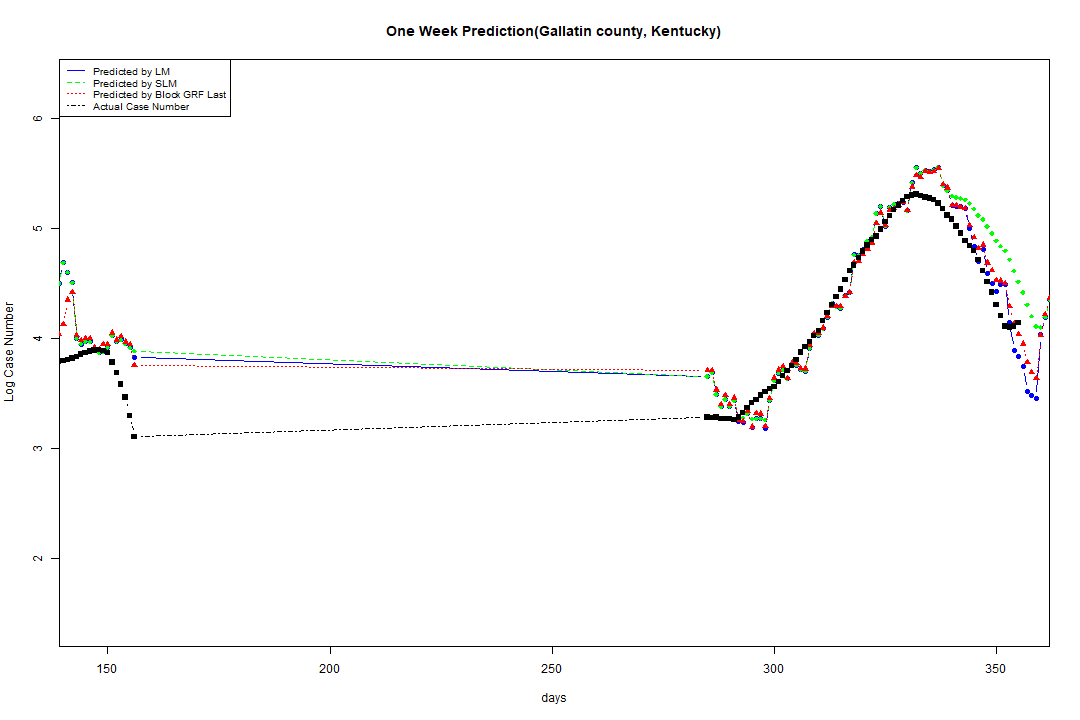 One Week Prediction(Gallatin county, Kentucky)
Predicted by LM
Predicted by SLM
Predicted by Block GRF Last
Actual Case Number
6
5
4
3
2
Log Case Number
150 200 250 300 350
days